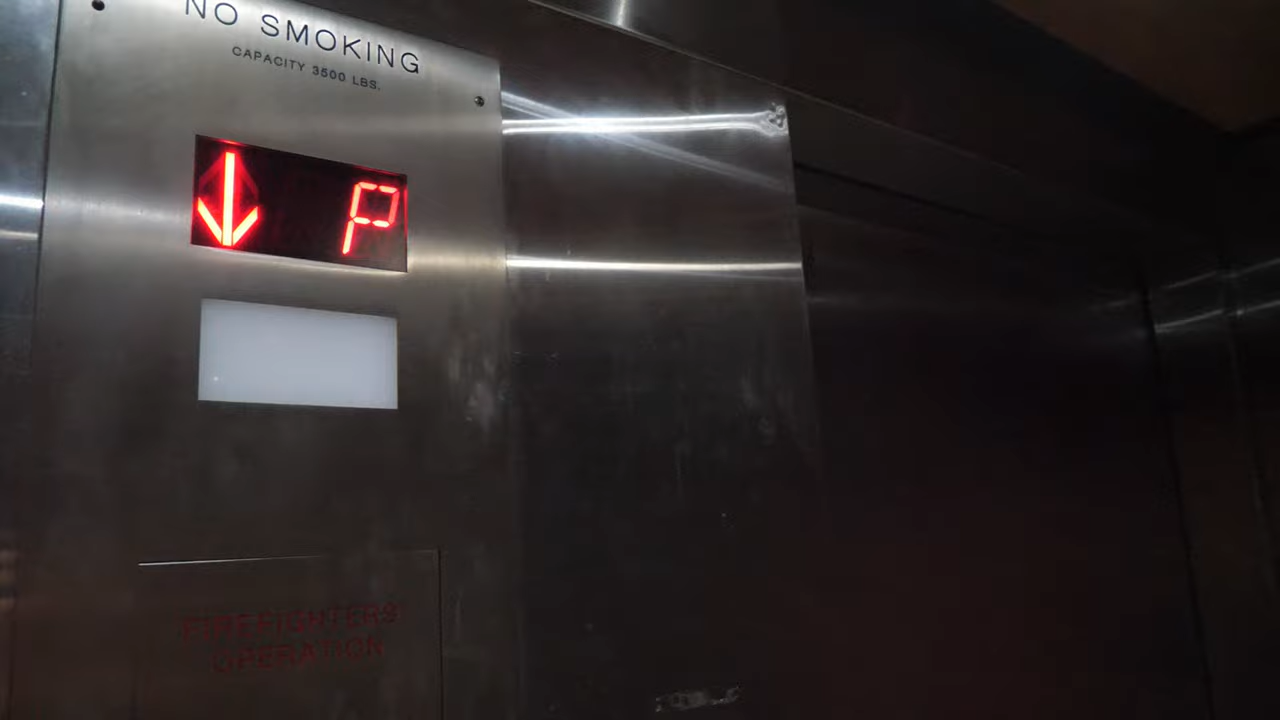 NO SMOKING
CAPACITY 3500 LBS.
↓ P
FIREFIGHTERS'
OPERATION